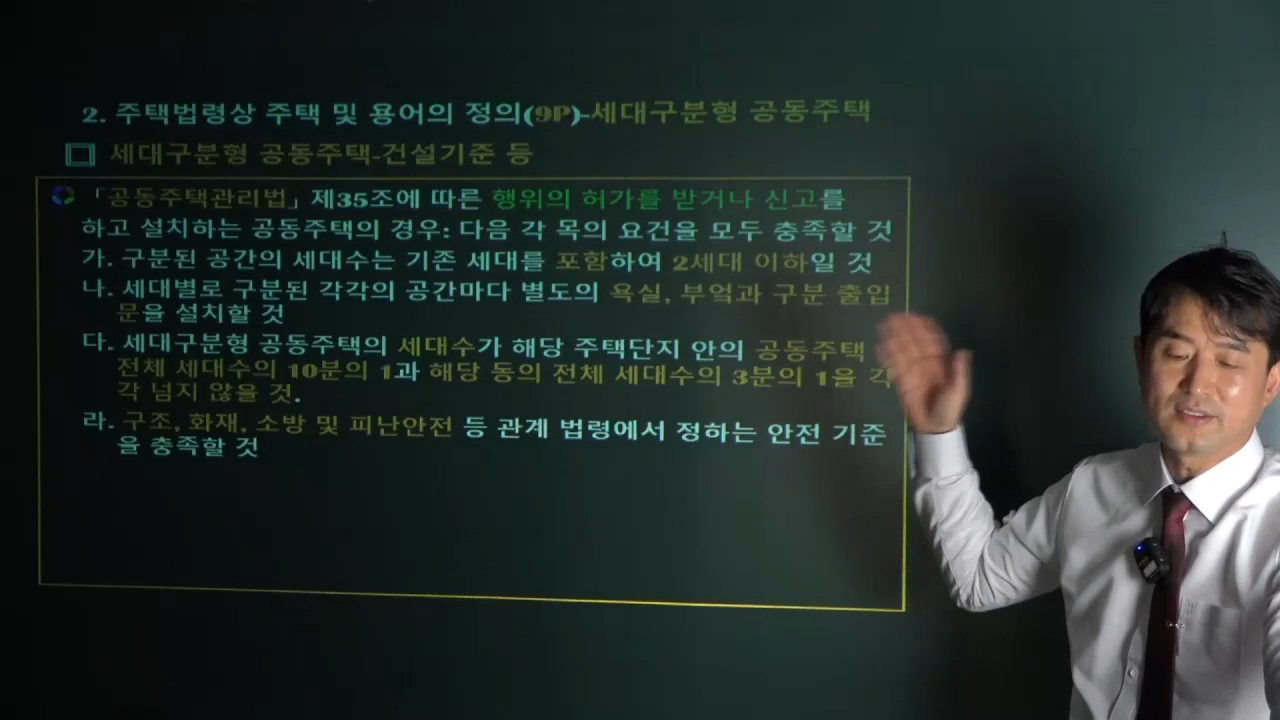 2. 주택법령상 주택 및 용어의 정의(9P)-세대구분형 공동주택
세대구분형 공동주택-건설기준 등
「공동주택관리법」 제35조에 따른 행위의 허가를 받거나 신고를
하고 설치하는 공동주택의 경우: 다음 각 목의 요건을 모두 충족할 것
가. 구분된 공간의 세대수는 기존 세대를 포함하여 2세대 이하일 것
나. 세대별로 구분된 각각의 공간마다 별도의 욕실, 부엌과 구분 출입
문을 설치할 것
다. 세대구분형 공동주택의 세대수가 해당 주택단지 안의 공동주택
전체 세대수의 10분의 1과 해당 동의 전체 세대수의 3분의 1을 각
각 넘지 않을 것.
라. 구조, 화재, 소방 및 피난안전 등 관계 법령에서 정하는 안전 기준
을 충족할 것